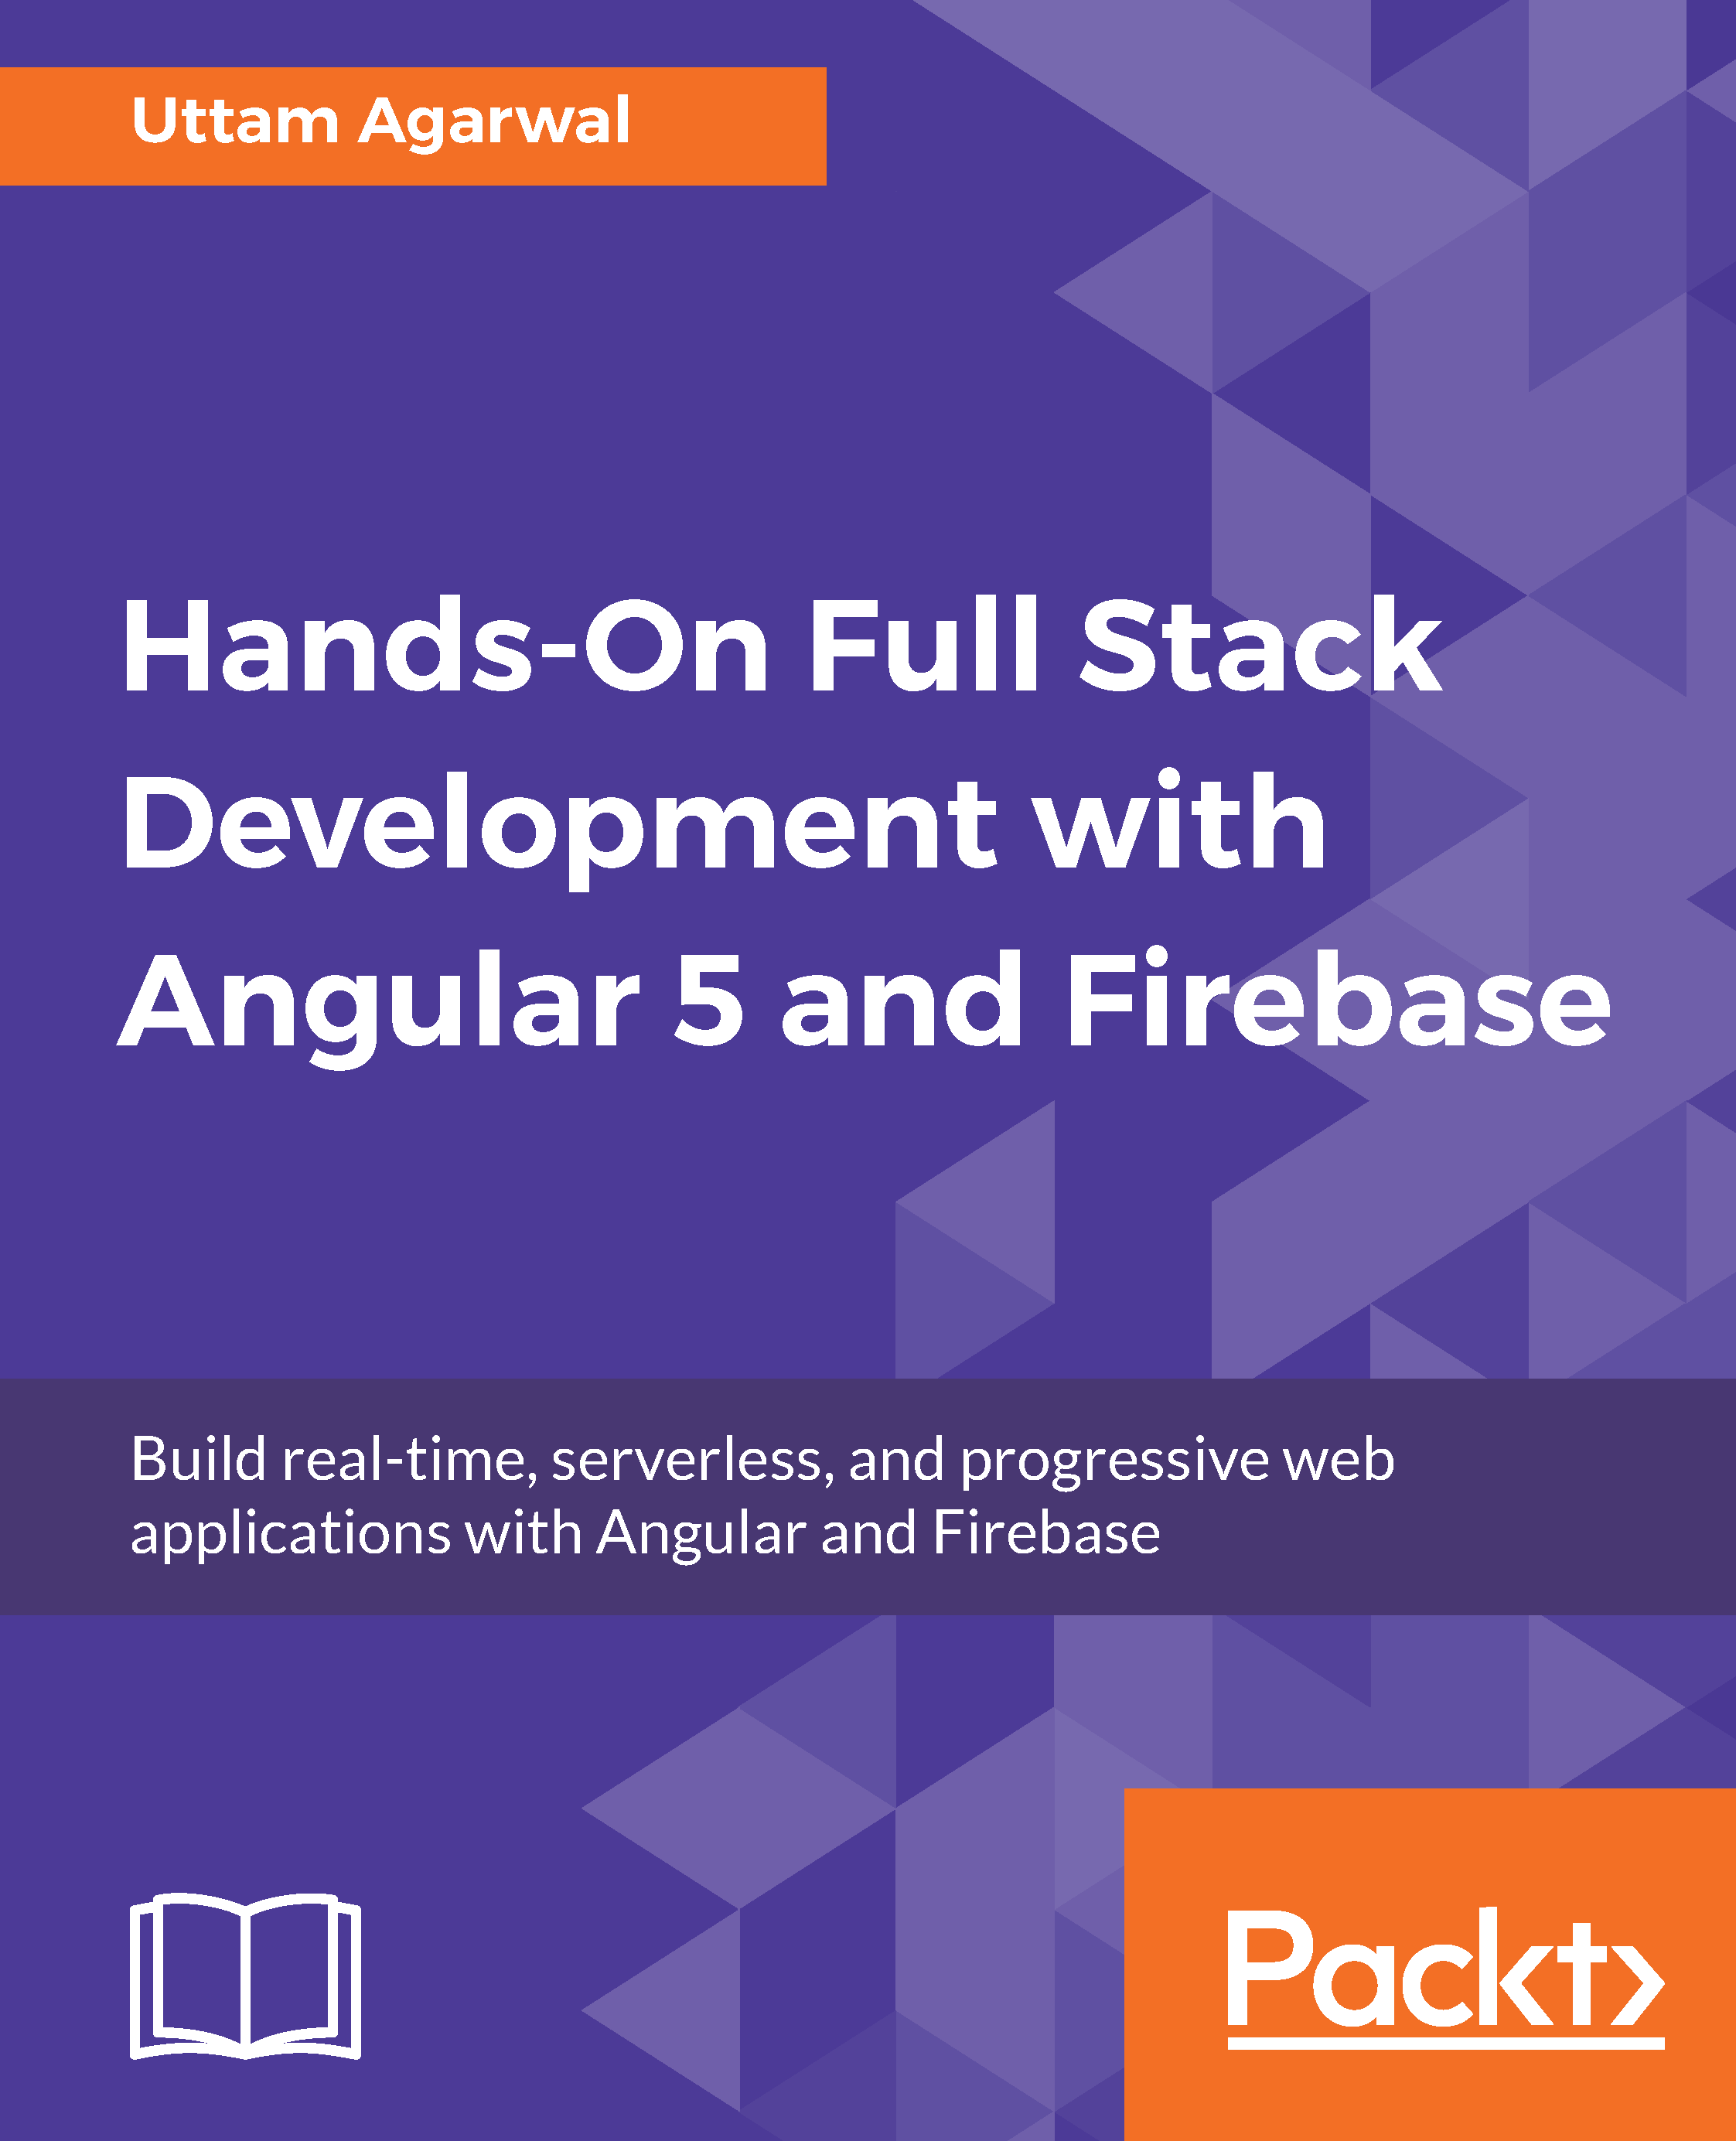 Uttam Agarwal
Hands-On Full Stack
Development with
Angular 5 and Firebase
Build real-time, serverless, and progressive web
applications with Angular and Firebase
Packt>